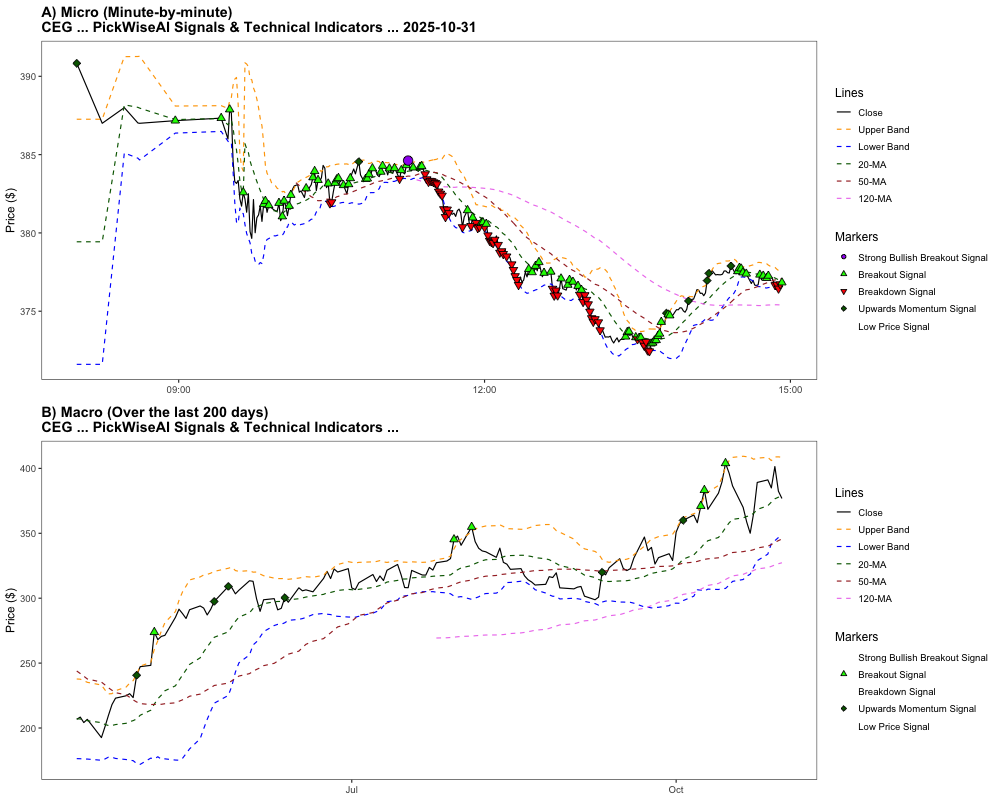 A) Micro (Minute-by-minute)
CEG ... PickWiseAI Signals & Technical Indicators ... 2025-10-31
Price ($)
390
385
380
375
09:00
12:00
15:00
Lines
Close
Upper Band
Lower Band
20-MA
50-MA
120-MA
Markers
Strong Bullish Breakout Signal
Breakout Signal
Breakdown Signal
Upwards Momentum Signal
Low Price Signal
B) Macro (Over the last 200 days)
CEG ... PickWiseAI Signals & Technical Indicators ...
Price ($)
400
350
300
250
200
Jul
Oct
Lines
Close
Upper Band
Lower Band
20-MA
50-MA
120-MA
Markers
Strong Bullish Breakout Signal
Breakout Signal
Breakdown Signal
Upwards Momentum Signal
Low Price Signal